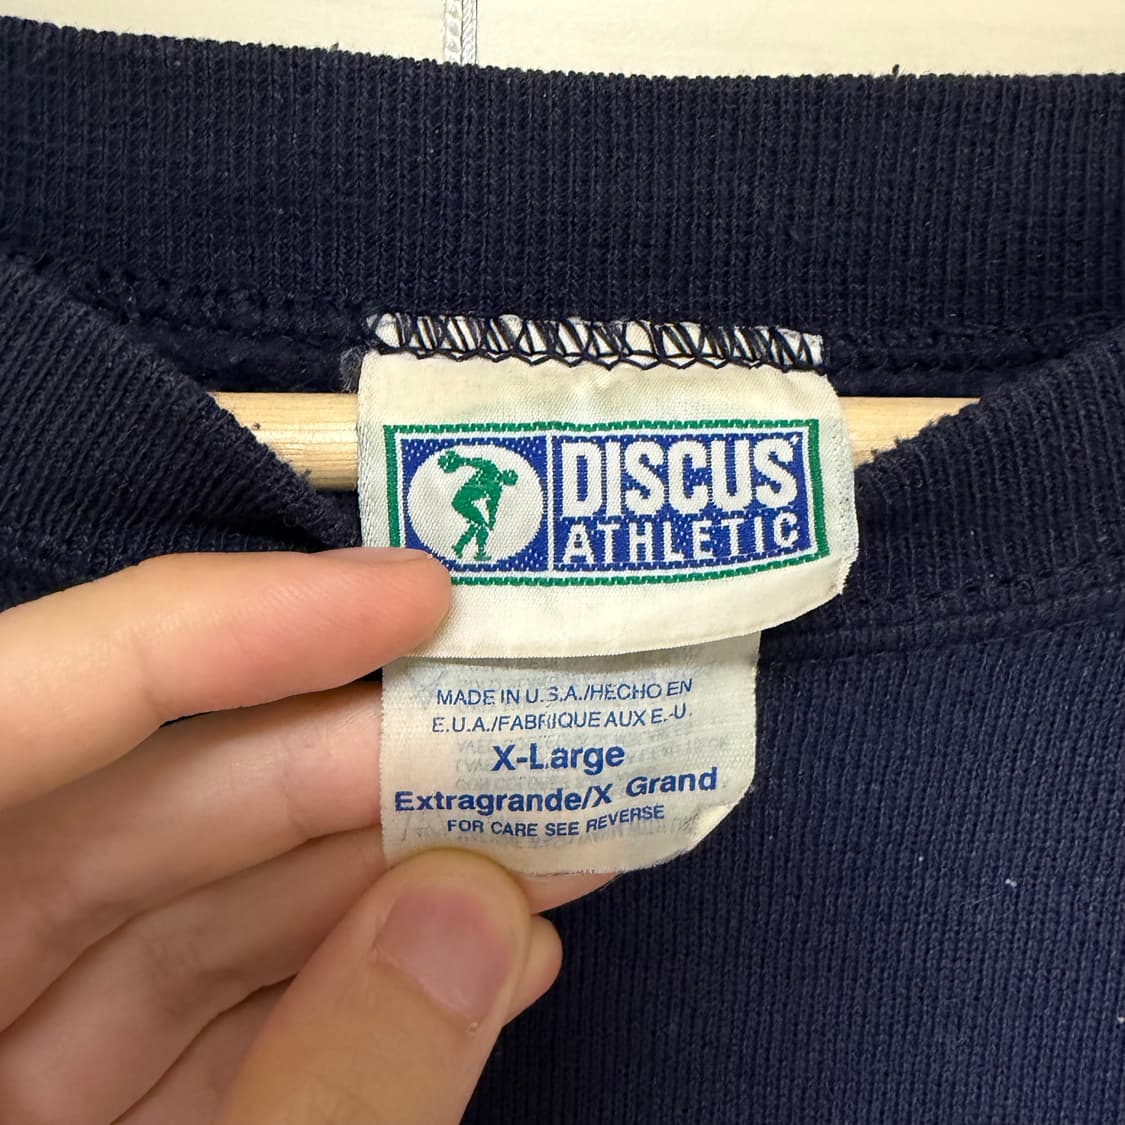 DISCUS
ATHLETIC
MADE IN U.S.A./HECHO EN
E.U.A./FABRIQUE AUX E.-U.
X-Large
Extragrande/X Grand
FOR CARE SEE REVERSE